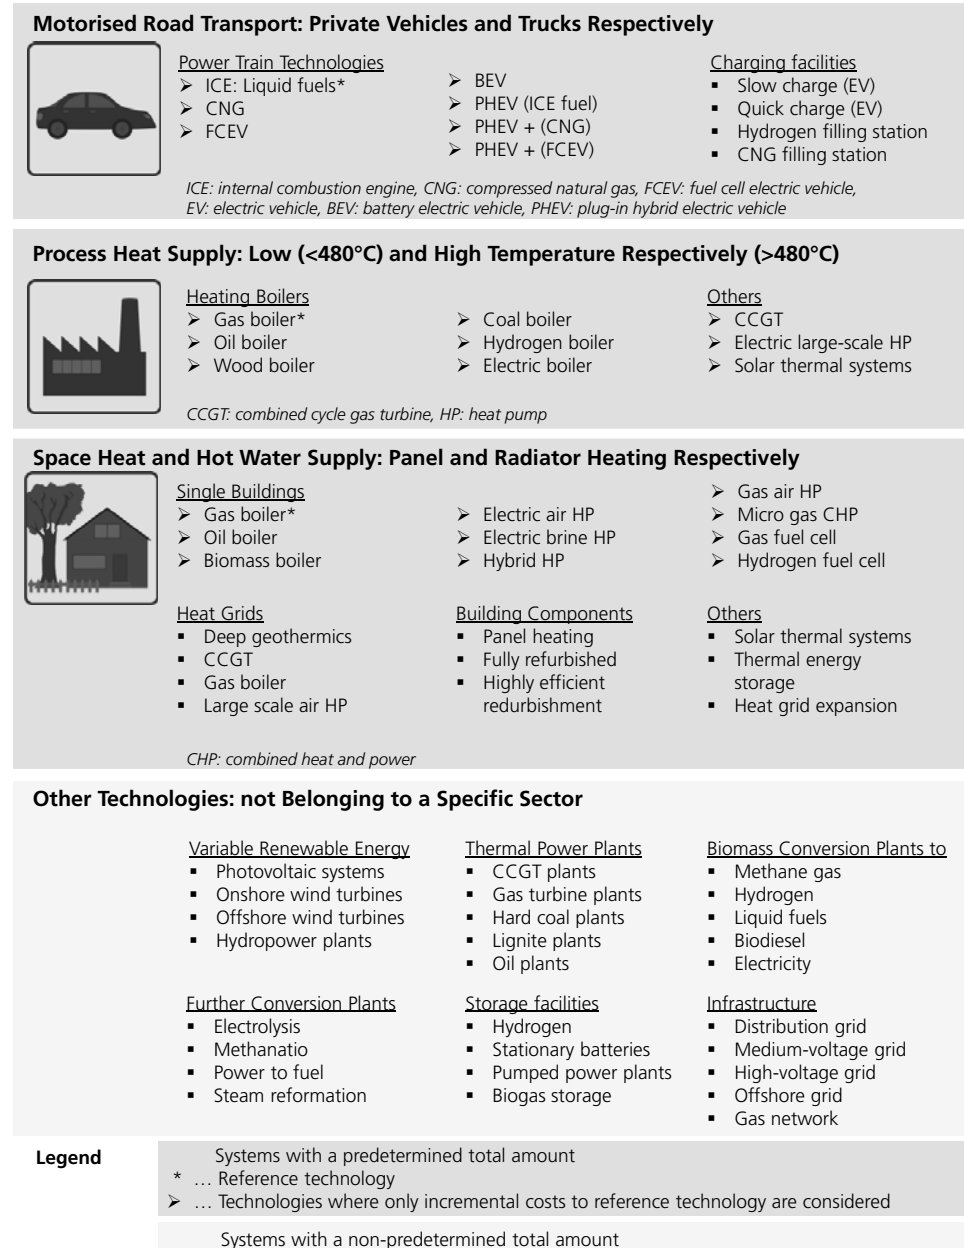 Motorised Road Transport: Private Vehicles and Trucks Respectively
Power Train Technologies
➢ ICE: Liquid fuels*
➢ CNG
➢ FCEV
➢ BEV
➢ PHEV (ICE fuel)
➢ PHEV + (CNG)
➢ PHEV + (FCEV)
Charging facilities
▪ Slow charge (EV)
▪ Quick charge (EV)
▪ Hydrogen filling station
▪ CNG filling station
ICE: internal combustion engine, CNG: compressed natural gas, FCEV: fuel cell electric vehicle,
EV: electric vehicle, BEV: battery electric vehicle, PHEV: plug-in hybrid electric vehicle
Process Heat Supply: Low (<480°C) and High Temperature Respectively (>480°C)
Heating Boilers
➢ Gas boiler*
➢ Oil boiler
➢ Wood boiler
➢ Coal boiler
➢ Hydrogen boiler
➢ Electric boiler
Others
➢ CCGT
➢ Electric large-scale HP
➢ Solar thermal systems
CCGT: combined cycle gas turbine, HP: heat pump
Space Heat and Hot Water Supply: Panel and Radiator Heating Respectively
Single Buildings
➢ Gas boiler*
➢ Oil boiler
➢ Biomass boiler
➢ Electric air HP
➢ Electric brine HP
➢ Hybrid HP
➢ Gas air HP
➢ Micro gas CHP
➢ Gas fuel cell
➢ Hydrogen fuel cell
Heat Grids
▪ Deep geothermics
▪ CCGT
▪ Gas boiler
▪ Large scale air HP
Building Components
▪ Panel heating
▪ Fully refurbished
▪ Highly efficient
redurbishment
Others
▪ Solar thermal systems
▪ Thermal energy
storage
▪ Heat grid expansion
CHP: combined heat and power
Other Technologies: not Belonging to a Specific Sector
Variable Renewable Energy
▪ Photovoltaic systems
▪ Onshore wind turbines
▪ Offshore wind turbines
▪ Hydropower plants
Thermal Power Plants
▪ CCGT plants
▪ Gas turbine plants
▪ Hard coal plants
▪ Lignite plants
▪ Oil plants
Biomass Conversion Plants to
▪ Methane gas
▪ Hydrogen
▪ Liquid fuels
▪ Biodiesel
▪ Electricity
Further Conversion Plants
▪ Electrolysis
▪ Methanatio
▪ Power to fuel
▪ Steam reformation
Storage facilities
▪ Hydrogen
▪ Stationary batteries
▪ Pumped power plants
▪ Biogas storage
Infrastructure
▪ Distribution grid
▪ Medium-voltage grid
▪ High-voltage grid
▪ Offshore grid
▪ Gas network
Legend
Systems with a predetermined total amount
* … Reference technology
➢ … Technologies where only incremental costs to reference technology are considered
Systems with a non-predetermined total amount